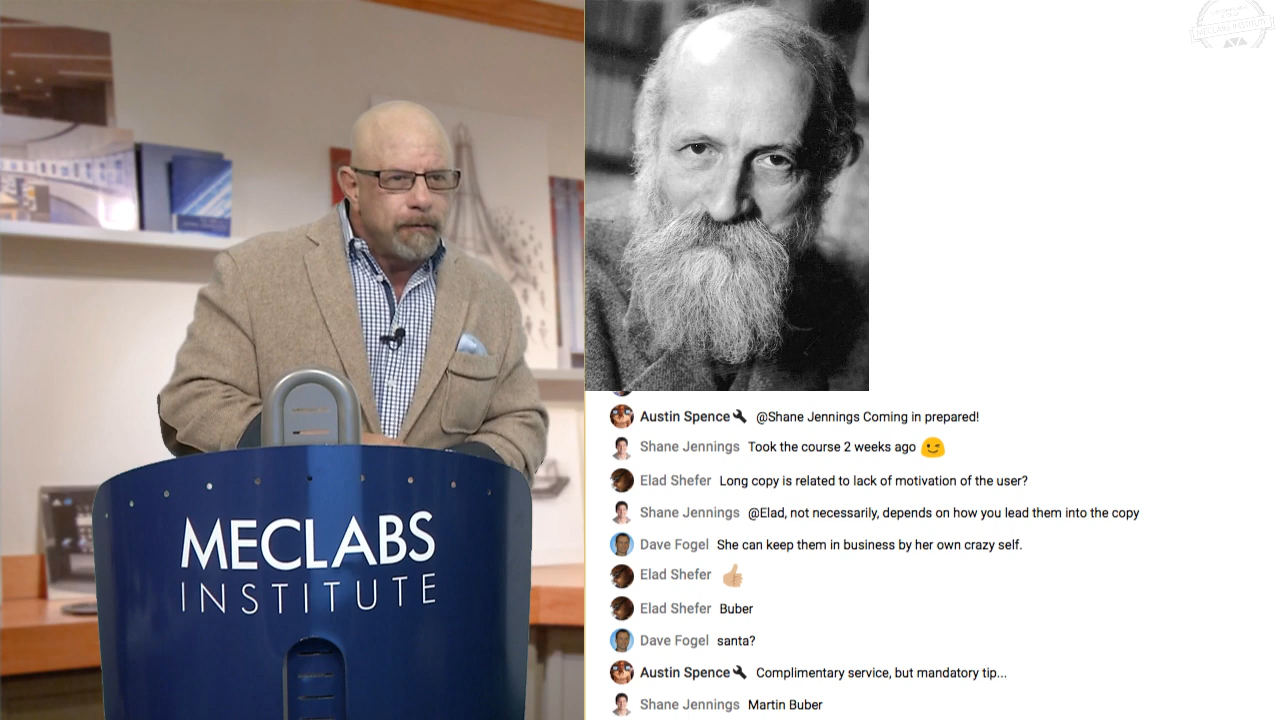 MECLABS INSTITUTE
MECLABS
INSTITUTE
Austin Spence @Shane Jennings Coming in prepared!
Shane Jennings Took the course 2 weeks ago
Elad Shefer Long copy is related to lack of motivation of the user?
Shane Jennings @Elad, not necessarily, depends on how you lead them into the copy
Dave Fogel She can keep them in business by her own crazy self.
Elad Shefer
Elad Shefer Buber
Dave Fogel santa?
Austin Spence Complimentary service, but mandatory tip...
Shane Jennings Martin Buber